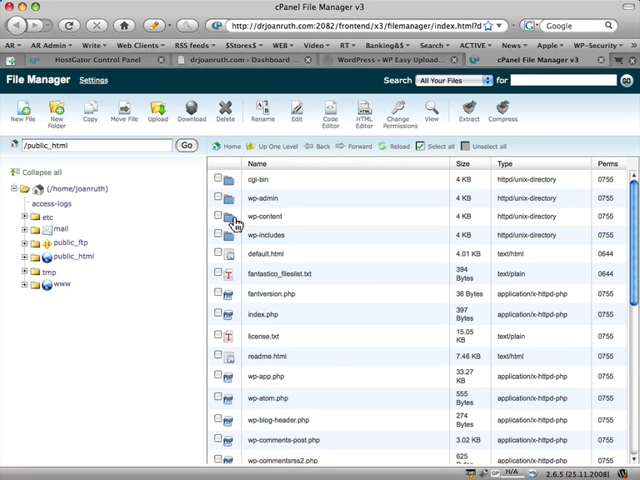 cPanel File Manager v3
http://drjoanruth.com:2082/frontend/x3/filemanager/index.html?d
Google
AR Admin Write Web Clients RSS feeds $Stores$ WEB Video RT Banking&$ Search ACTIVE News Misc. Apple WP-Security
HostGator Control Panel
drjoanruth.com › Dashboard ...
WordPress › WP Easy Upload...
cPanel File Manager v3
File Manager Settings
Search All Your Files for GO
New File New Folder Copy Move File Upload Download Delete Rename Edit Code Editor HTML Editor Change Permissions View Extract Compress
/public_html Go
Home Up One Level Back Forward Reload Select all Unselect all
Collapse all
(/home/joanruth)
access-logs
etc
mail
public_ftp
public_html
tmp
www
Name Size Type Perms
cgi-bin 4 KB httpd/unix-directory 0755
wp-admin 4 KB httpd/unix-directory 0755
wp-content 4 KB httpd/unix-directory 0755
wp-includes 4 KB httpd/unix-directory 0755
default.html 4.01 KB text/html 0644
fantastico_fileslist.txt 394 Bytes text/plain 0644
fantversion.php 36 Bytes application/x-httpd-php 0755
index.php 397 Bytes application/x-httpd-php 0755
license.txt 15.05 KB text/plain 0755
readme.html 7.46 KB text/html 0755
wp-app.php 33.27 KB application/x-httpd-php 0755
wp-atom.php 555 Bytes application/x-httpd-php 0755
wp-blog-header.php 274 Bytes application/x-httpd-php 0755
wp-comments-post.php 3.02 KB application/x-httpd-php 0755
wp-commentsrss2.php 625 Bytes application/x-httpd-php 0755
N/A 2.6.5 (25.11.2008)